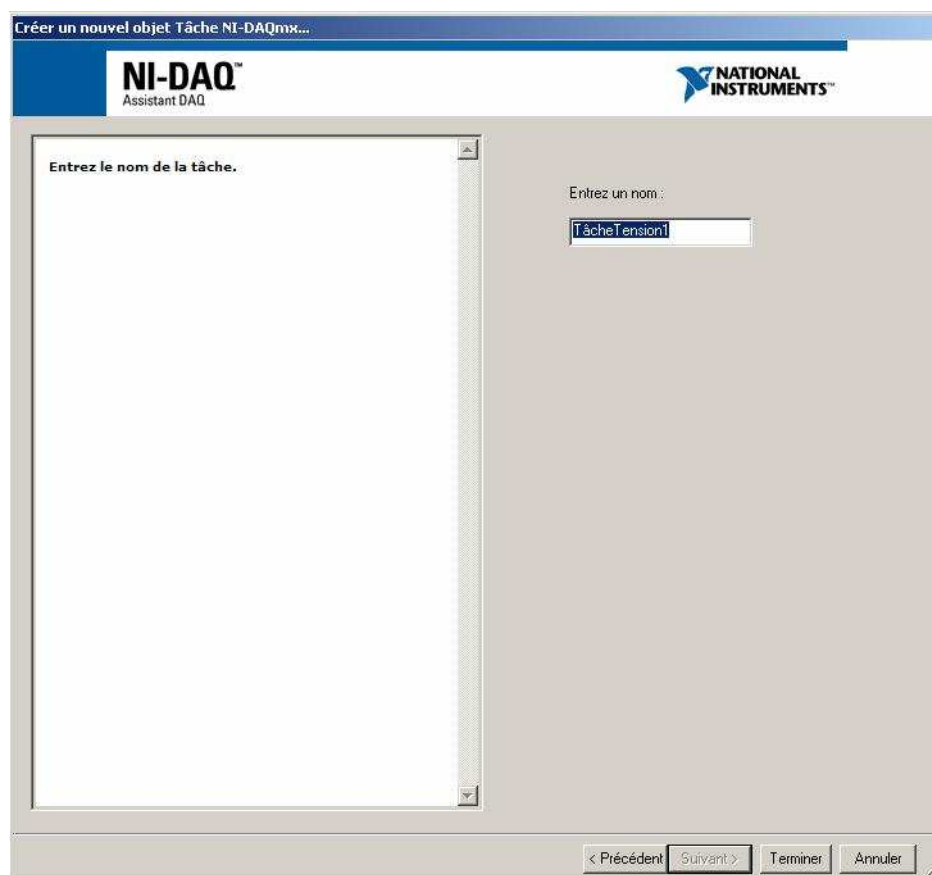 Créer un nouvel objet Tâche NI-DAQmx...
NI-DAQ™
Assistant DAQ
NATIONAL
INSTRUMENTS™
Entrez le nom de la tâche.
Entrez un nom :
TâcheTension1
< Précédent
Suivant >
Terminer
Annuler